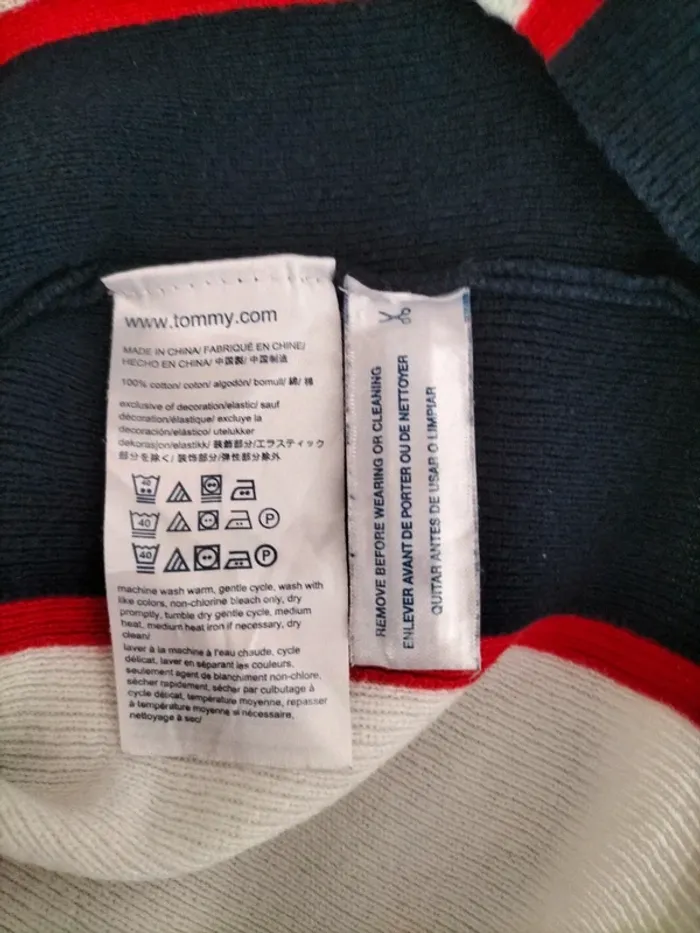 www.tommy.com
MADE IN CHINA/ FABRIQUÉ EN CHINE/
HECHO EN CHINA/ 中国製/ 中国制造
100% cotton/ coton/ algodón/ bomull/ 綿/ 棉
exclusive of decoration/elastic/ sauf
décoration/élastique/ excluye la
decoración/elástico/ utelukker
dekorasjon/elastikk/ 装飾部分/エラスティック
部分を除く/ 装饰部分/弹性部分除外
40
40 P
40 P
machine wash warm, gentle cycle, wash with
like colors, non-chlorine bleach only, dry
promptly, tumble dry gentle cycle, medium
heat, medium heat iron if necessary, dry
clean/
laver à la machine à l'eau chaude, cycle
délicat, laver en séparant les couleurs,
seulement agent de blanchiment non-chlore,
sécher rapidement, sécher par culbutage à
cycle délicat, température moyenne, repasser
à température moyenne si nécessaire,
nettoyage à sec/
REMOVE BEFORE WEARING OR CLEANING
ENLEVER AVANT DE PORTER OU DE NETTOYER
QUITAR ANTES DE USAR O LIMPIAR